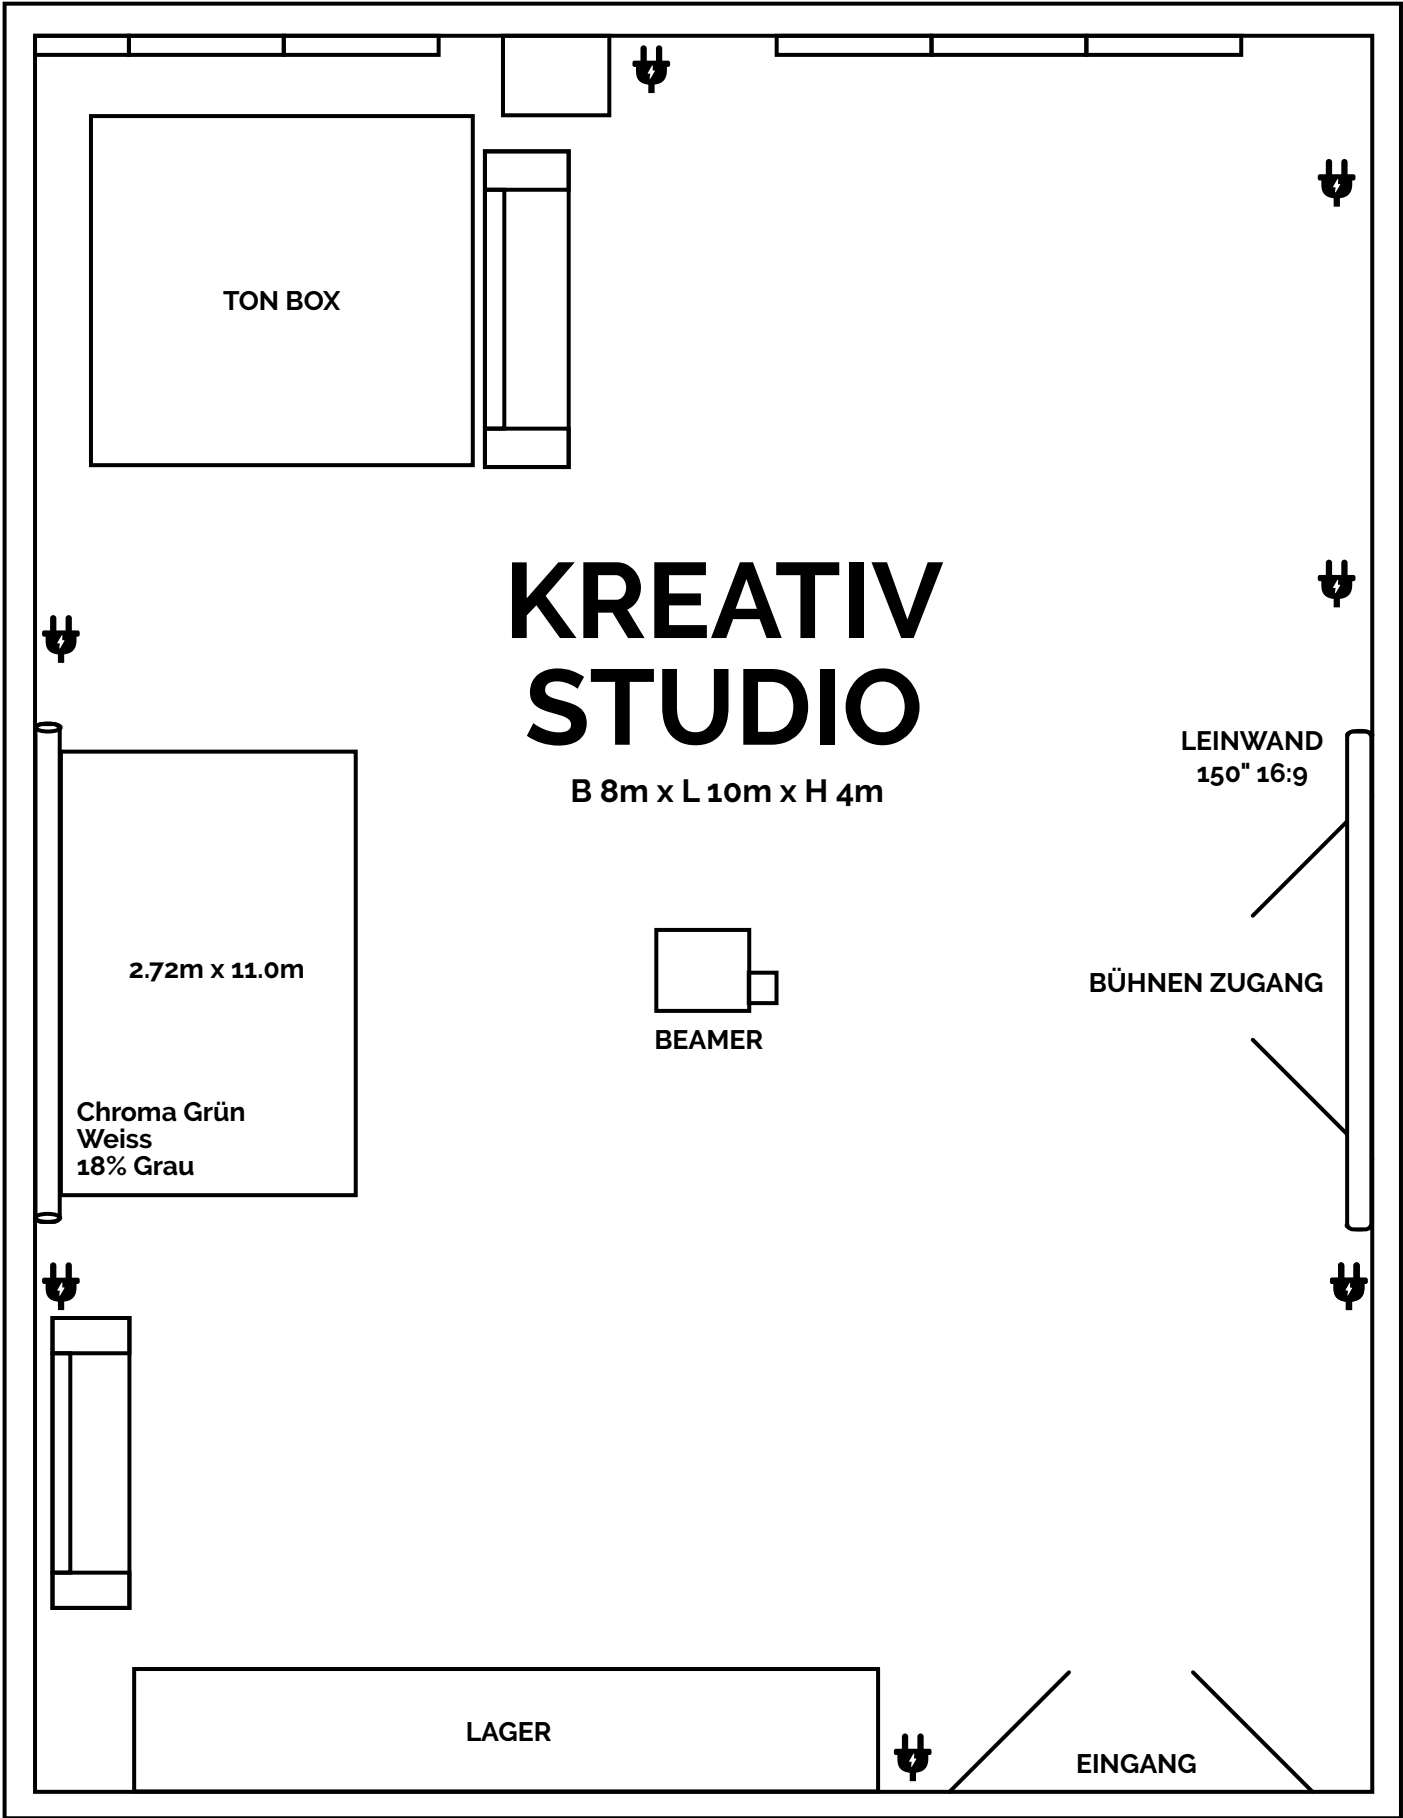 TON BOX
KREATIV
STUDIO
B 8m x L 10m x H 4m
LEINWAND
150" 16:9
2.72m x 11.0m
BÜHNEN ZUGANG
BEAMER
Chroma Grün
Weiss
18% Grau
LAGER
EINGANG